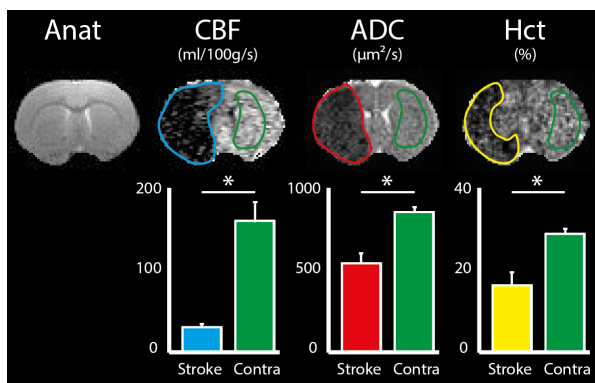 Anat CBF ADC Hct
(ml/100g/s) (μm²/s) (%)
200 1000 40
* * *
100 500 20
0 0 0
Stroke Contra Stroke Contra Stroke Contra